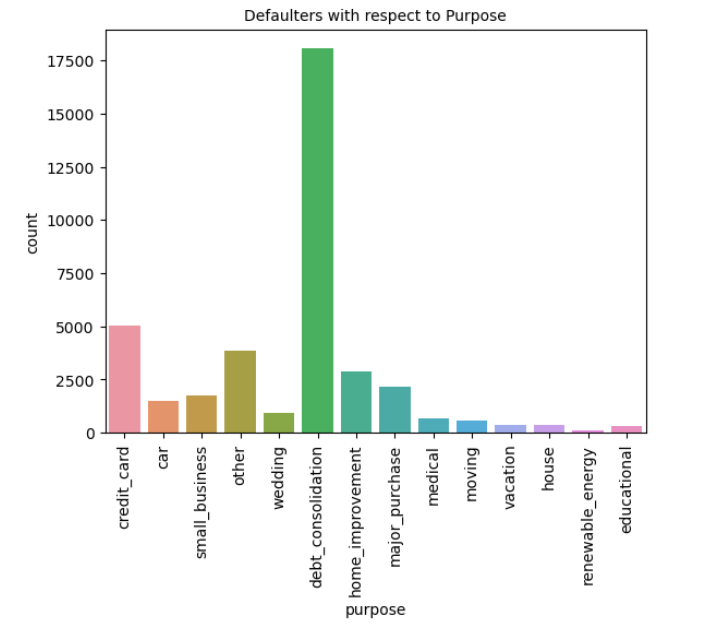 Defaulters with respect to Purpose
17500
15000
12500
10000
7500
5000
2500
0
count
credit_card
car
small_business
other
wedding
debt_consolidation
home_improvement
major_purchase
medical
moving
vacation
house
renewable_energy
educational
purpose